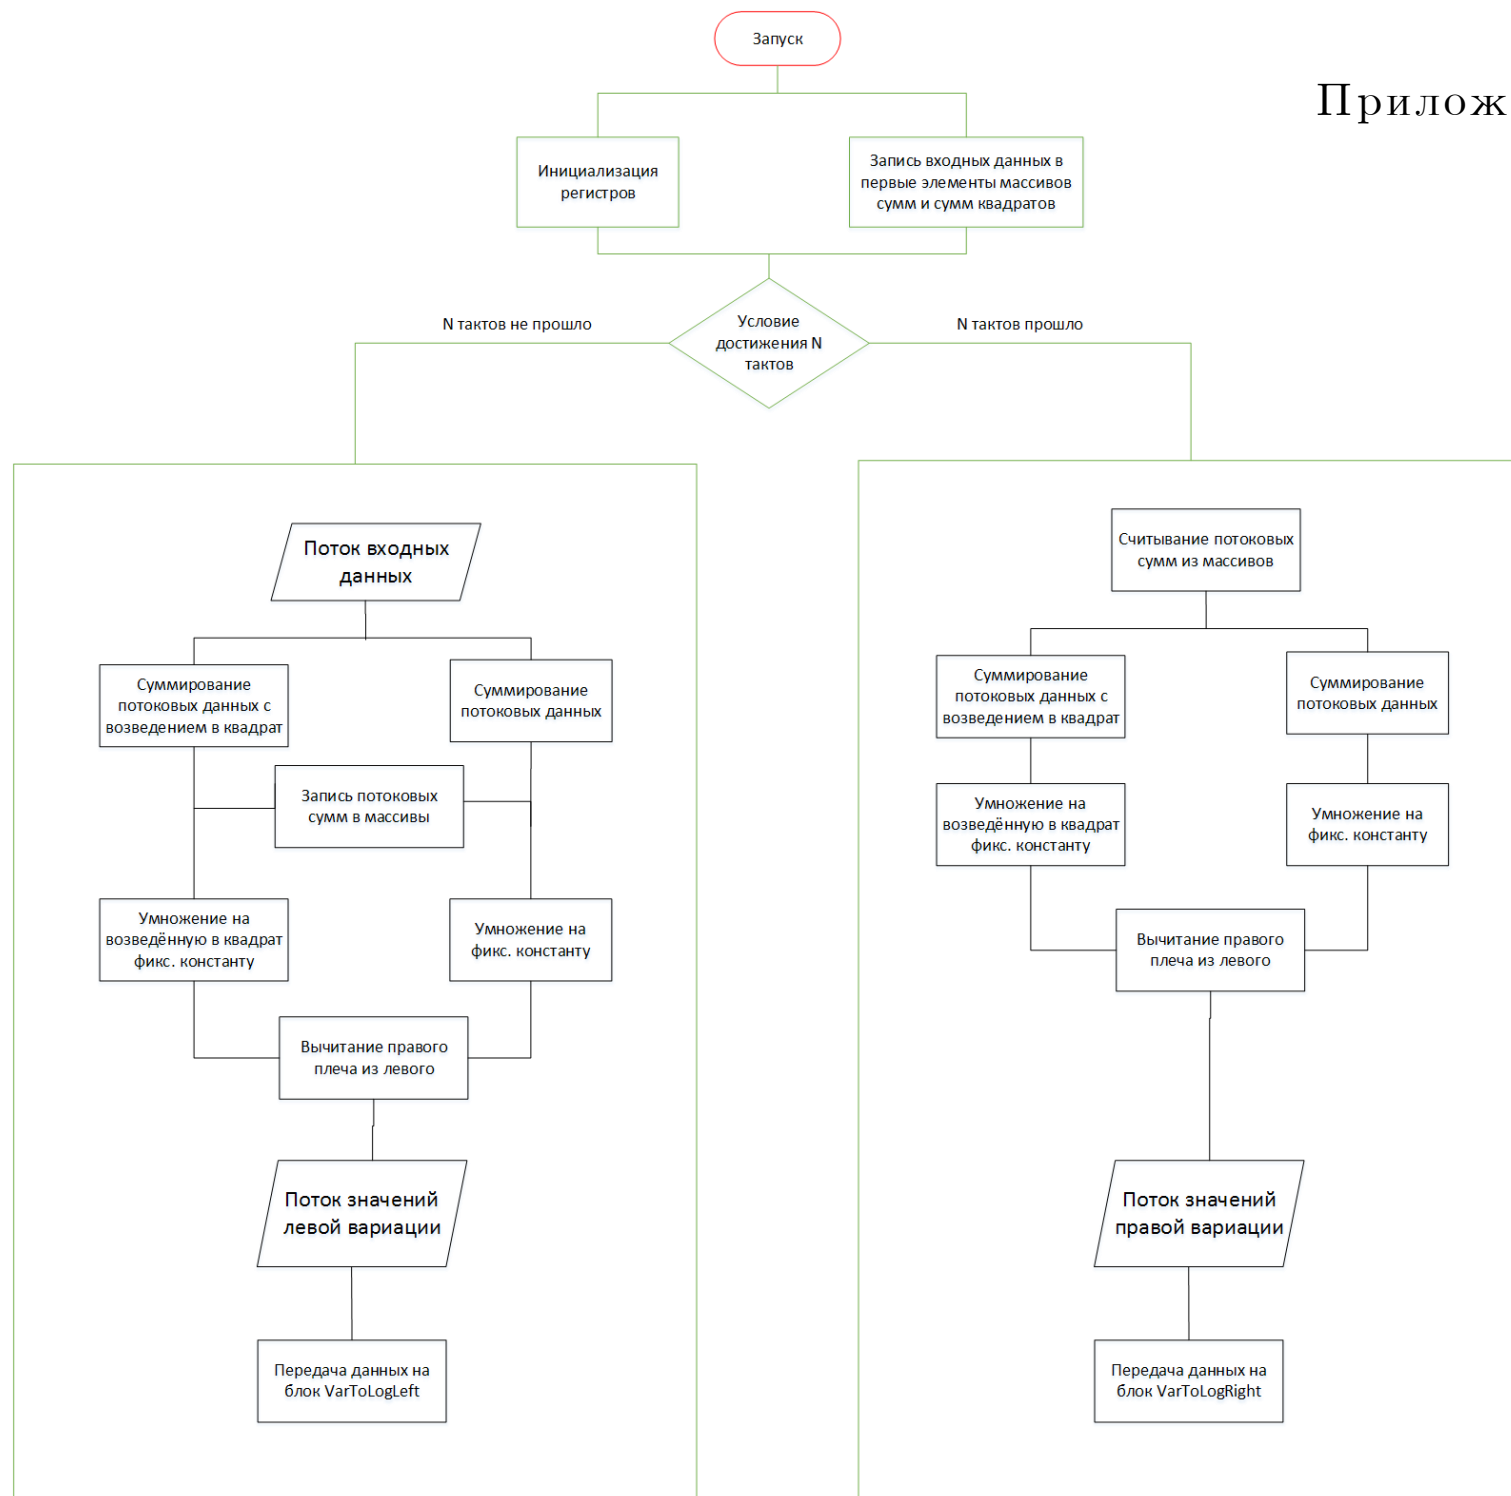 Запуск
Прилож
Инициализация
регистров
Запись входных данных в
первые элементы массивов
сумм и сумм квадратов
N тактов не прошло
Условие
достижения N
тактов
N тактов прошло
Поток входных
данных
Суммирование
потоковых данных с
возведением в квадрат
Суммирование
потоковых данных
Запись потоковых
сумм в массивы
Умножение на
возведённую в квадрат
фикс. константу
Умножение на
фикс. константу
Вычитание правого
плеча из левого
Поток значений
левой вариации
Передача данных на
блок VarToLogLeft
Считывание потоковых
сумм из массивов
Суммирование
потоковых данных с
возведением в квадрат
Суммирование
потоковых данных
Умножение на
возведённую в квадрат
фикс. константу
Умножение на
фикс. константу
Вычитание правого
плеча из левого
Поток значений
правой вариации
Передача данных на
блок VarToLogRight